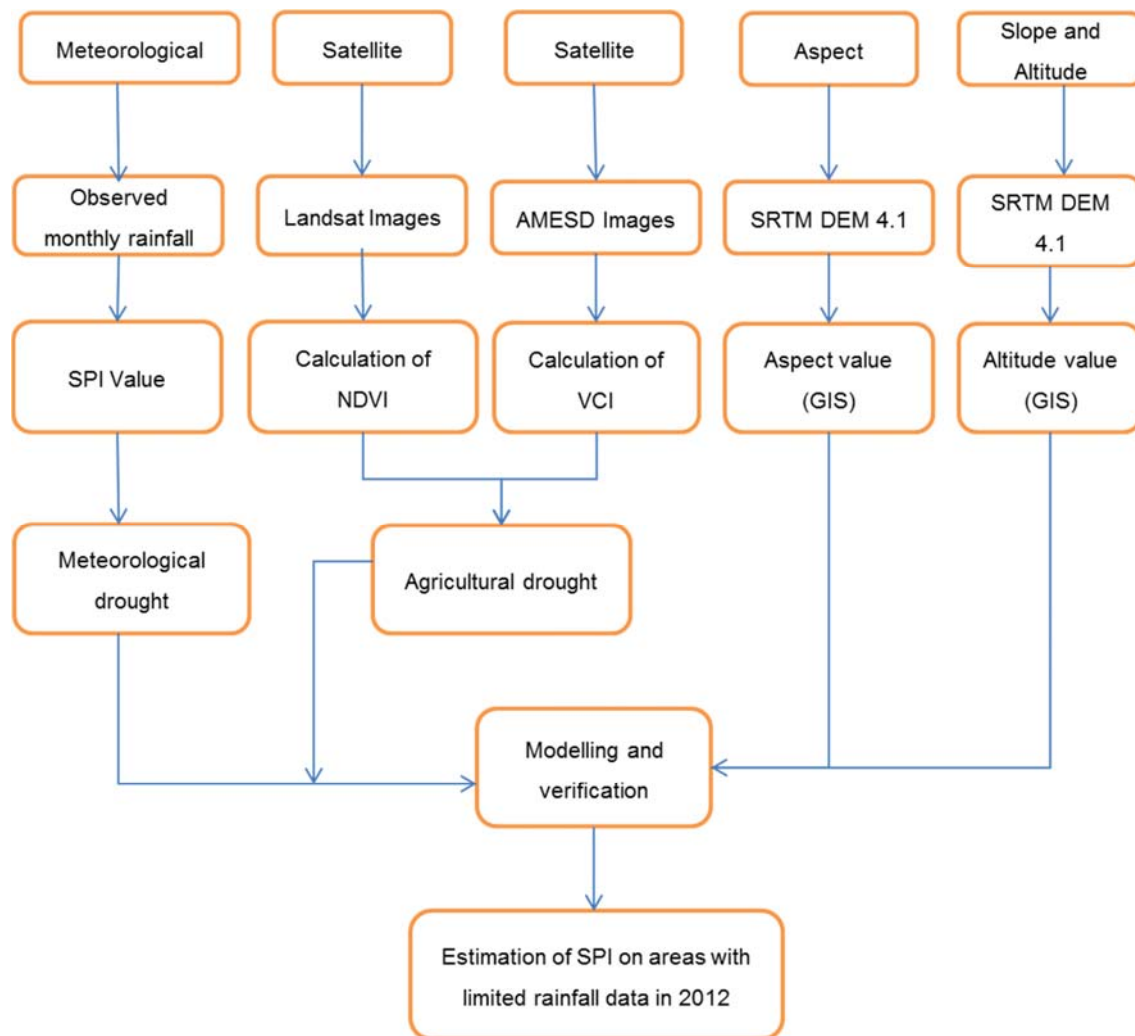 Meteorological
Satellite
Satellite
Aspect
Slope and
Altitude
Observed
monthly rainfall
Landsat Images
AMESD Images
SRTM DEM 4.1
SRTM DEM
4.1
SPI Value
Calculation of
NDVI
Calculation of
VCI
Aspect value
(GIS)
Altitude value
(GIS)
Meteorological
drought
Agricultural drought
Modelling and
verification
Estimation of SPI on areas with
limited rainfall data in 2012